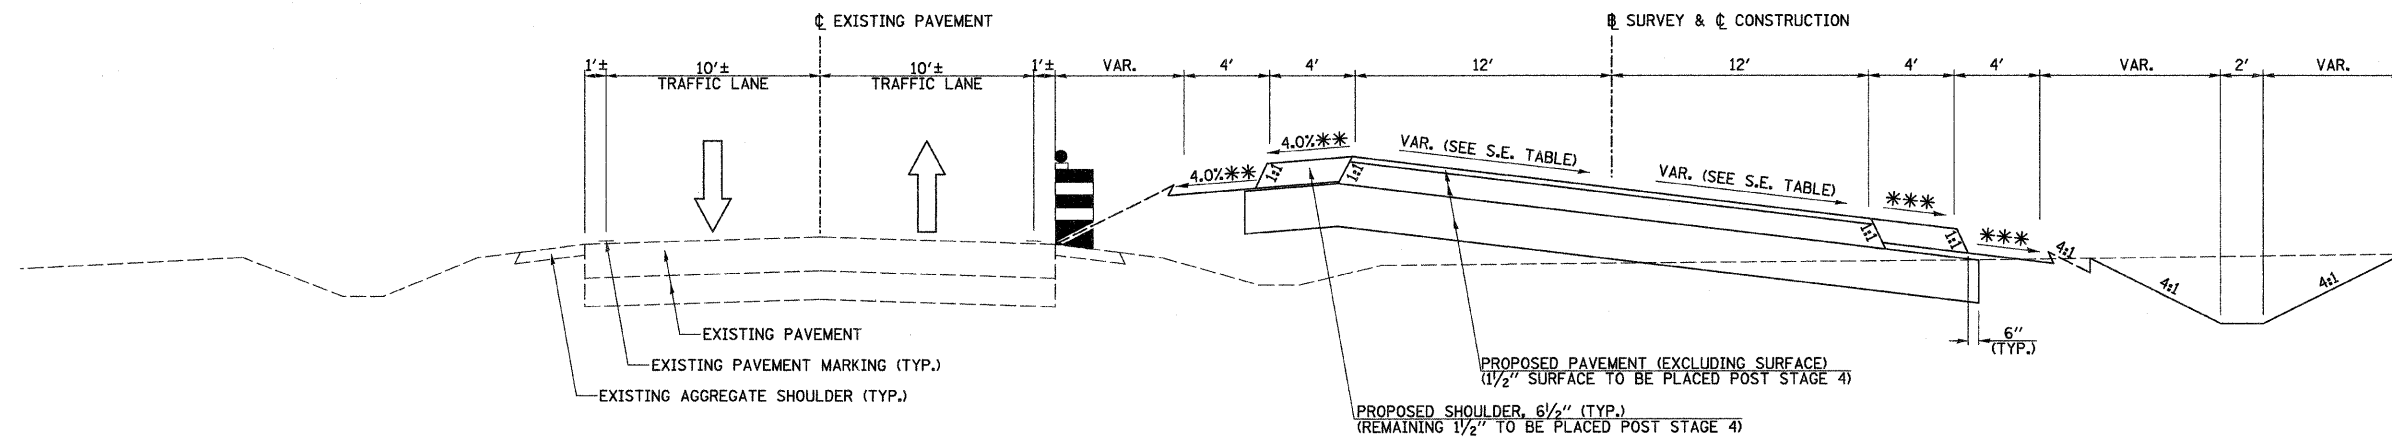 ℄ EXISTING PAVEMENT
B SURVEY & ℄ CONSTRUCTION
1'± 10'± 10'± 1'± VAR. 4' 4' 12' 12' 4' 4' VAR. 2' VAR.
TRAFFIC LANE TRAFFIC LANE
4.0%**
VAR. (SEE S.E. TABLE)
4.0%**
1:1
1:1
VAR. (SEE S.E. TABLE)
***
1:1
1:1
***
4:1
4:1
4:1
EXISTING PAVEMENT
6"
(TYP.)
EXISTING PAVEMENT MARKING (TYP.)
PROPOSED PAVEMENT (EXCLUDING SURFACE)
(1½" SURFACE TO BE PLACED POST STAGE 4)
EXISTING AGGREGATE SHOULDER (TYP.)
PROPOSED SHOULDER, 6½" (TYP.)
(REMAINING 1½" TO BE PLACED POST STAGE 4)